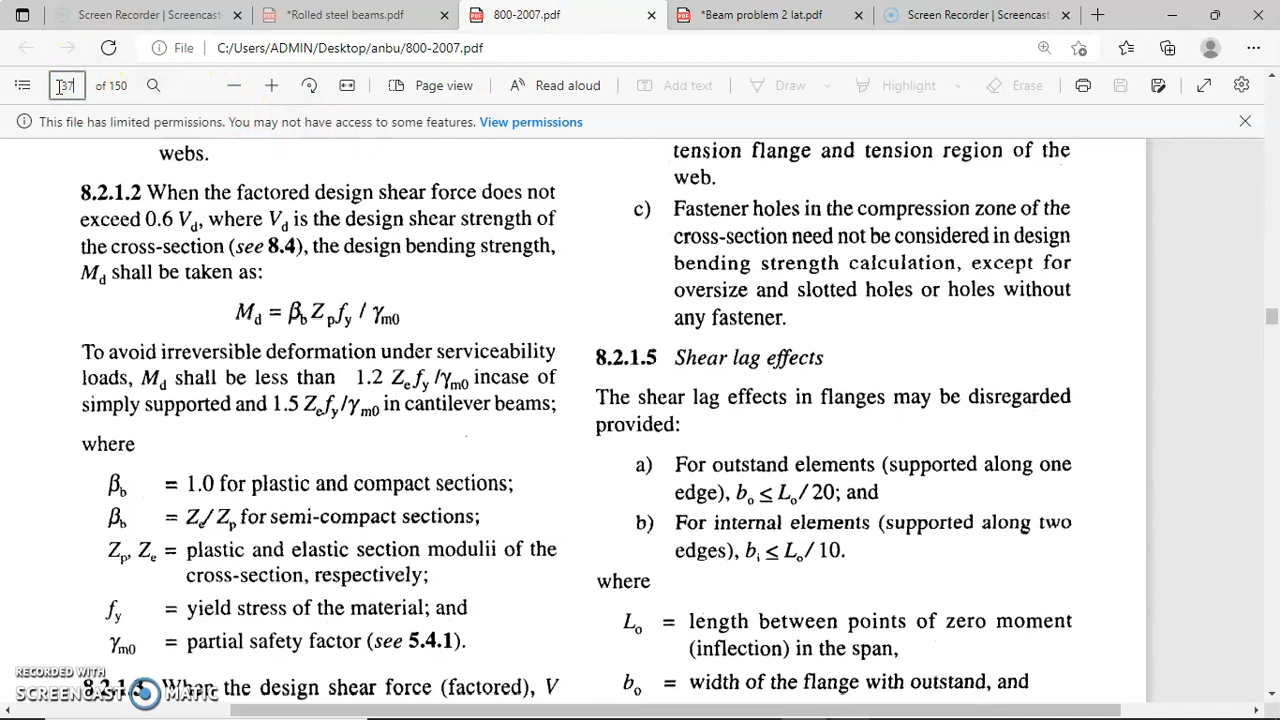 Screen Recorder | Screencast
*Rolled steel beams.pdf
800-2007.pdf
*Beam problem 2 lat.pdf
Screen Recorder | Screencast
File C:/Users/ADMIN/Desktop/anbu/800-2007.pdf
37 of 150
Page view
Read aloud
Add text
Draw
Highlight
Erase
This file has limited permissions. You may not have access to some features. View permissions
webs.
8.2.1.2 When the factored design shear force does not
exceed 0.6 Vd, where Vd is the design shear strength of
the cross-section (see 8.4), the design bending strength,
Md shall be taken as:
Md = βb Zp fy / γm0
To avoid irreversible deformation under serviceability
loads, Md shall be less than 1.2 Ze fy /γm0 incase of
simply supported and 1.5 Ze fy/γm0 in cantilever beams;
where
βb = 1.0 for plastic and compact sections;
βb = Ze/ Zp for semi-compact sections;
Zp, Ze = plastic and elastic section modulii of the
cross-section, respectively;
fy = yield stress of the material; and
γm0 = partial safety factor (see 5.4.1).
8.2.1.3 When the design shear force (factored), V
tension flange and tension region of the
web.
c) Fastener holes in the compression zone of the
cross-section need not be considered in design
bending strength calculation, except for
oversize and slotted holes or holes without
any fastener.
8.2.1.5 Shear lag effects
The shear lag effects in flanges may be disregarded
provided:
a) For outstand elements (supported along one
edge), bo ≤ Lo/ 20; and
b) For internal elements (supported along two
edges), bi ≤ Lo/ 10.
where
Lo = length between points of zero moment
(inflection) in the span,
bo = width of the flange with outstand, and
RECORDED WITH
SCREENCAST MATIC